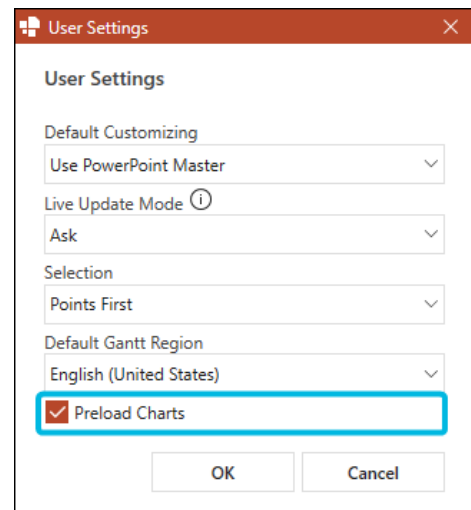 User Settings
User Settings
Default Customizing
Use PowerPoint Master
Live Update Mode
Ask
Selection
Points First
Default Gantt Region
English (United States)
Preload Charts
OK Cancel